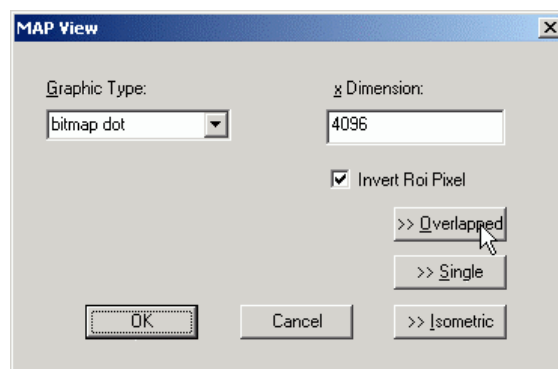 MAP View
Graphic Type:
x Dimension:
bitmap dot
4096
Invert Roi Pixel
>> Overlapped
>> Single
OK
Cancel
>> Isometric